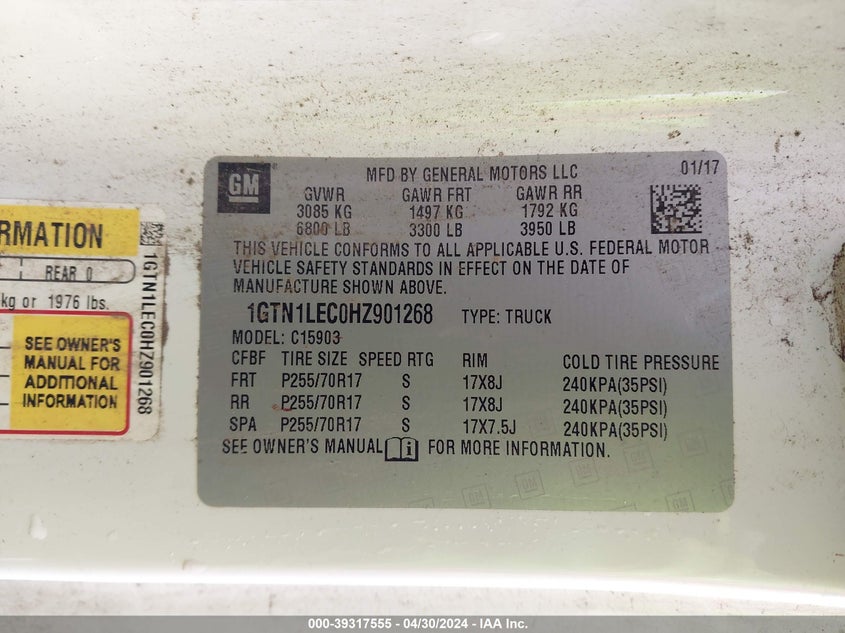 GM
MFD BY GENERAL MOTORS LLC 01/17
GVWR GAWR FRT GAWR RR
3085 KG 1497 KG 1792 KG
6800 LB 3300 LB 3950 LB
THIS VEHICLE CONFORMS TO ALL APPLICABLE U.S. FEDERAL MOTOR
VEHICLE SAFETY STANDARDS IN EFFECT ON THE DATE OF
MANUFACTURE SHOWN ABOVE.
1GTN1LEC0HZ901268 TYPE: TRUCK
MODEL: C15903
CFBF TIRE SIZE SPEED RTG RIM COLD TIRE PRESSURE
FRT P255/70R17 S 17X8J 240KPA(35PSI)
RR P255/70R17 S 17X8J 240KPA(35PSI)
SPA P255/70R17 S 17X7.5J 240KPA(35PSI)
SEE OWNER'S MANUAL FOR MORE INFORMATION.
RMATION
REAR 0
kg or 1976 lbs.
SEE OWNER'S
MANUAL FOR
ADDITIONAL
INFORMATION
1GTN1LEC0HZ901268
GM
GM
GM
GM
000-39317555 - 04/30/2024 - IAA Inc.